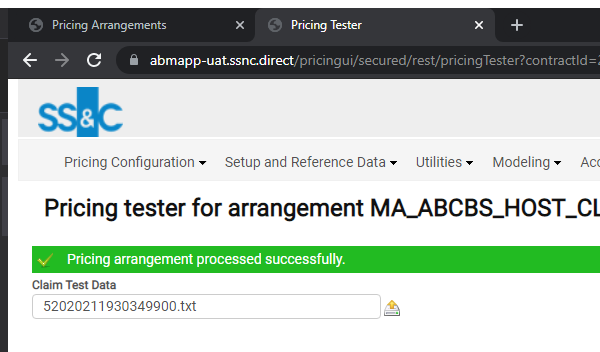 Pricing Arrangements
Pricing Tester
abmapp-uat.ssnc.direct/pricingui/secured/rest/pricingTester?contractId=
SS&C
Pricing Configuration
Setup and Reference Data
Utilities
Modeling
Pricing tester for arrangement MA_ABCBS_HOST_CL
Pricing arrangement processed successfully.
Claim Test Data
52020211930349900.txt